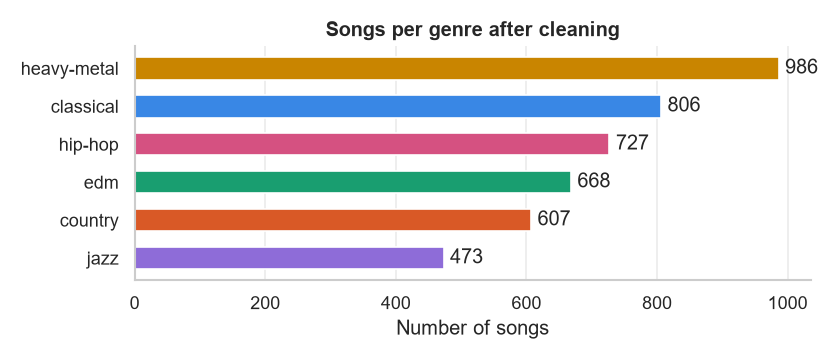 Songs per genre after cleaning
heavy-metal 986
classical 806
hip-hop 727
edm 668
country 607
jazz 473
0 200 400 600 800 1000
Number of songs